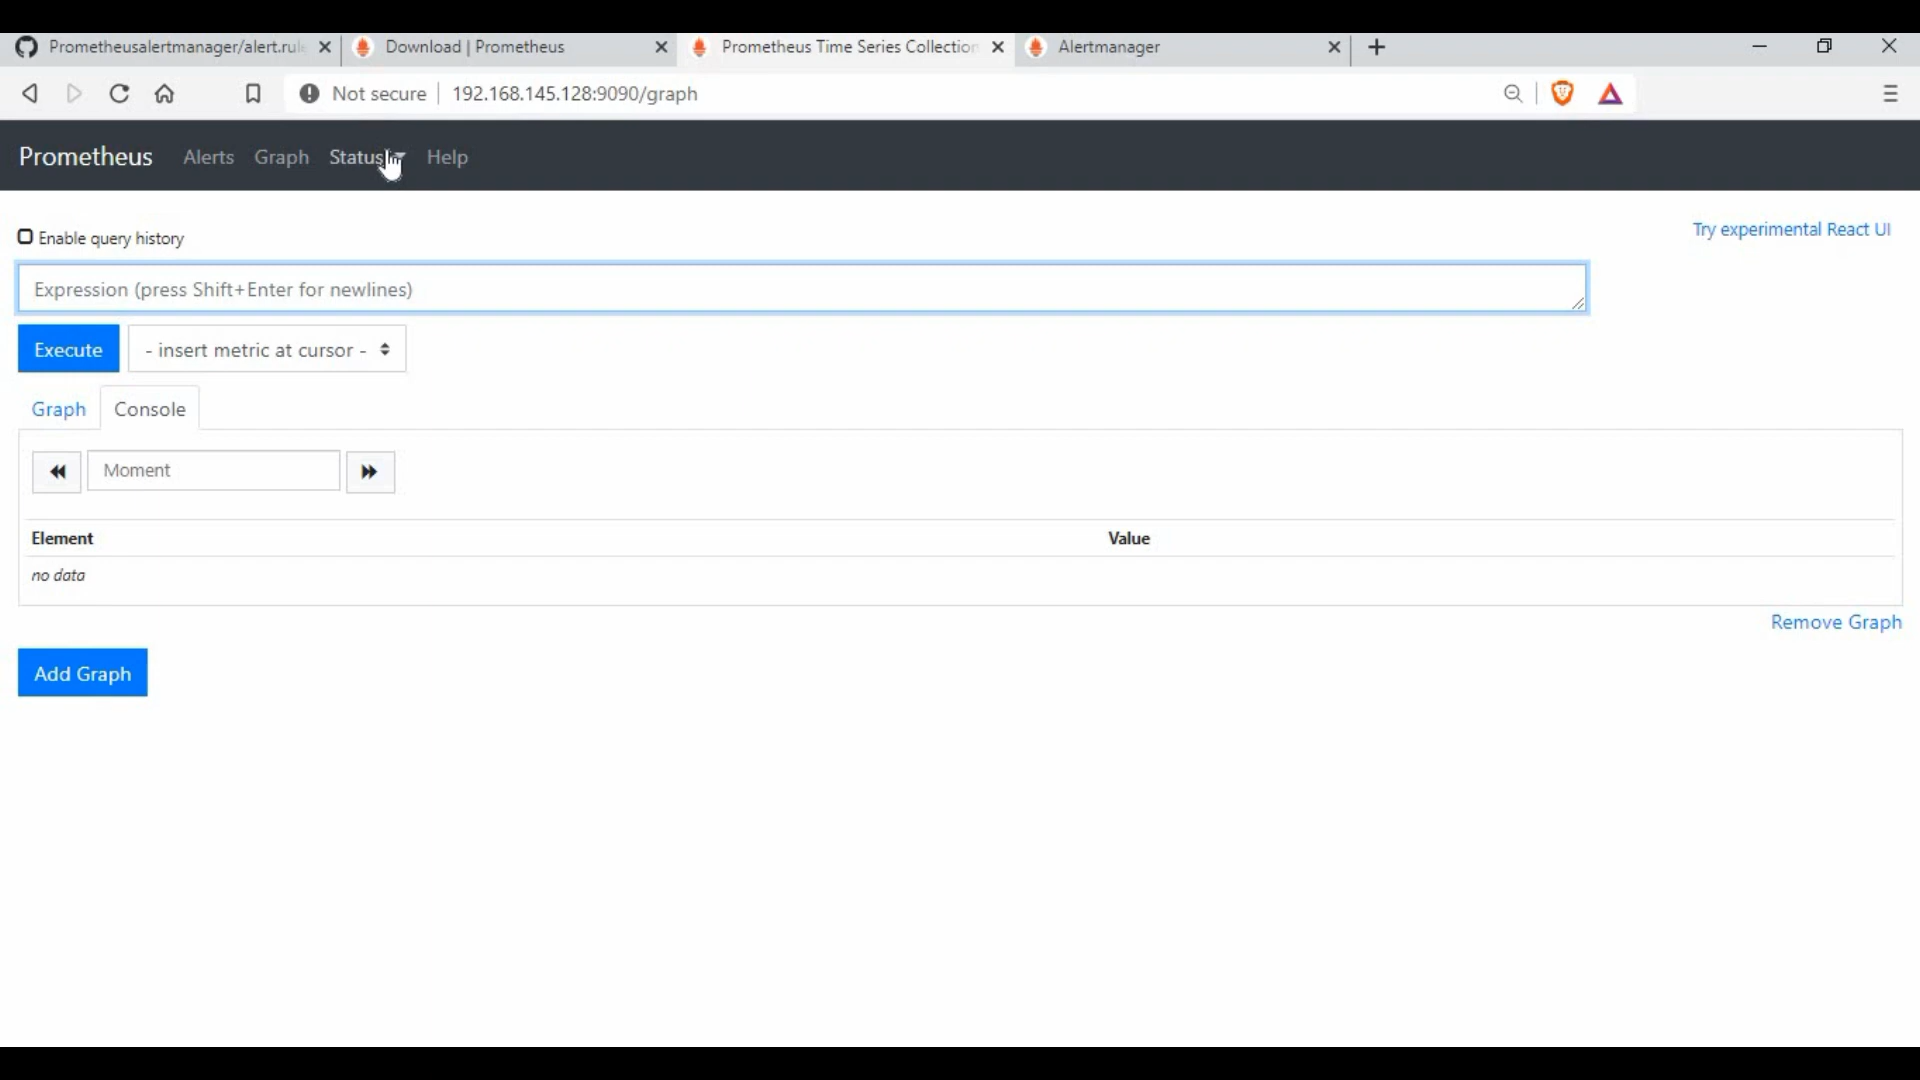 Prometheusalertmanager/alert.rul
Download | Prometheus
Prometheus Time Series Collection
Alertmanager
Not secure
192.168.145.128:9090/graph
Prometheus Alerts Graph Status Help
Enable query history
Try experimental React UI
Expression (press Shift+Enter for newlines)
Execute
- insert metric at cursor -
Graph
Console
Moment
Element
Value
no data
Remove Graph
Add Graph